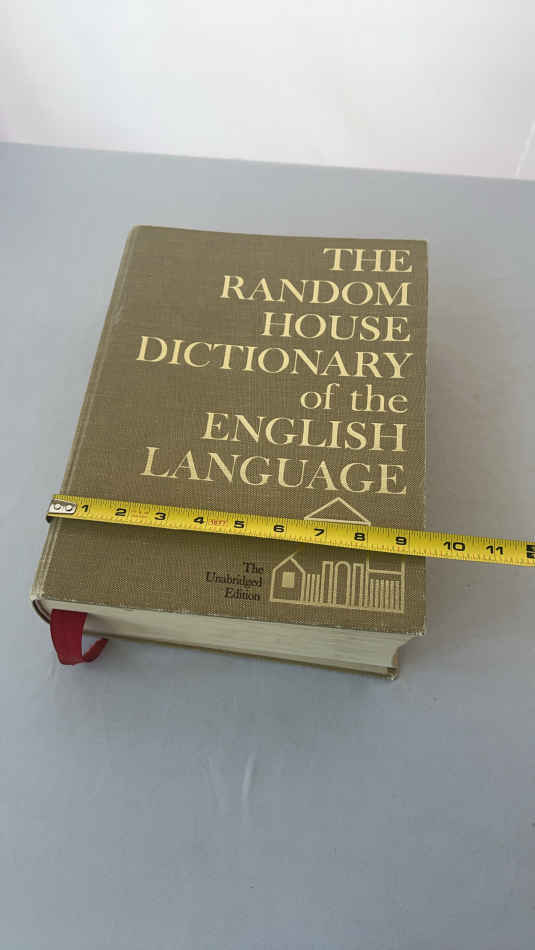 THE
RANDOM
HOUSE
DICTIONARY
of the
ENGLISH
LANGUAGE
1 2 3 4 5 6 7 8 9 10 11
The
Unabridged
Edition